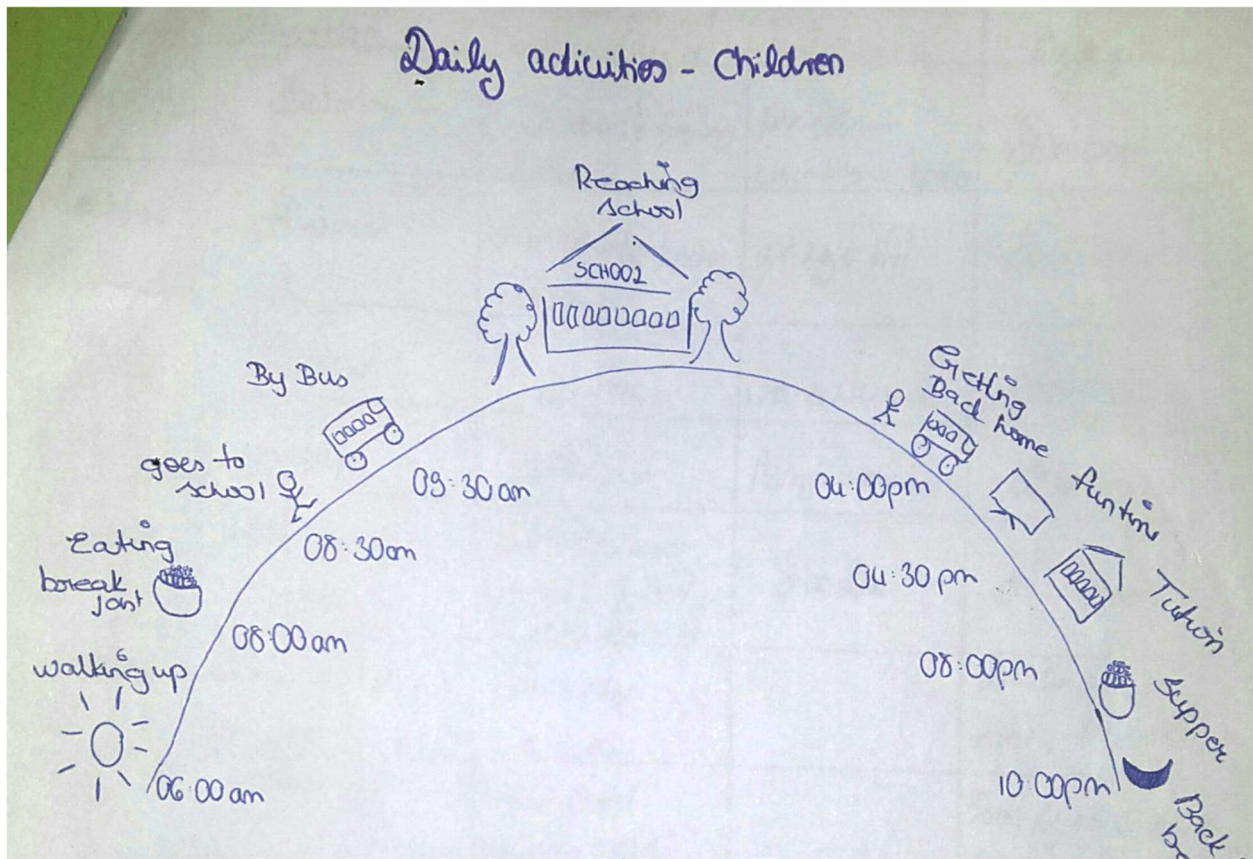 Daily adicuities - Children
Reaching
school
SCHOOL
By Bus
goes to
school
Eating
break
jant
walking up
06:00 am
08:00 am
08:30am
09:30 am
Getting
Back home
funtime
Tution
Supper
Back
04:00pm
04:30 pm
08:00pm
10:00pm